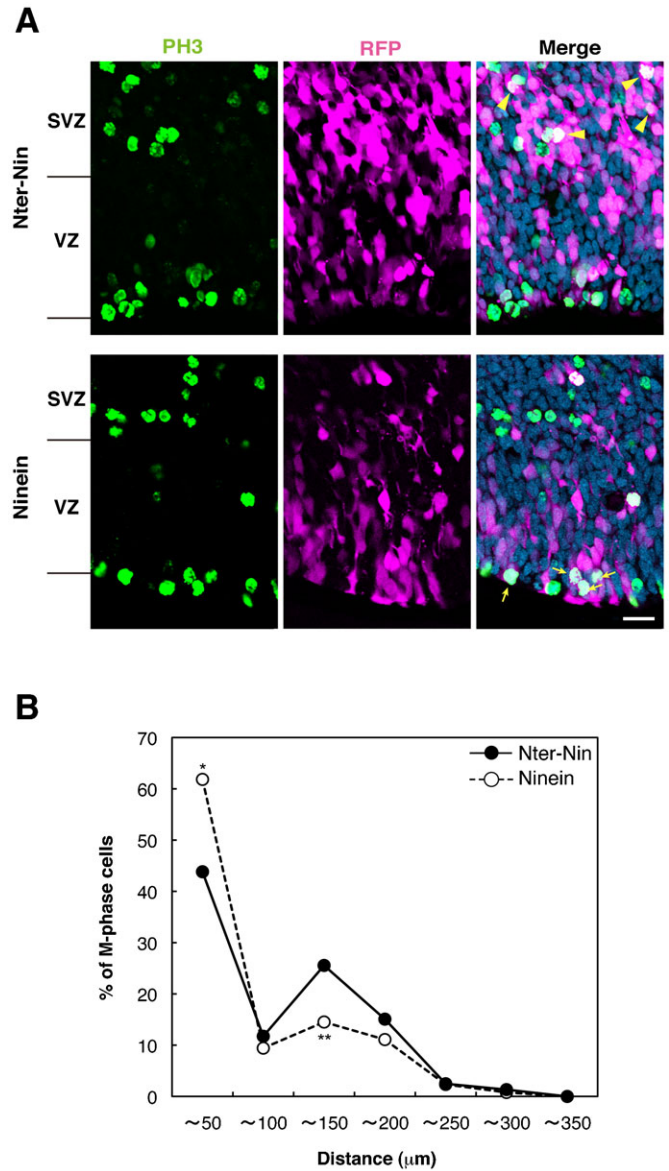 A
PH3 RFP Merge
Nter-Nin
SVZ
VZ
Ninein
SVZ
VZ
B
70
60
50
40
30
20
10
0
% of M-phase cells
*
**
Nter-Nin
Ninein
~50 ~100 ~150 ~200 ~250 ~300 ~350
Distance (μm)